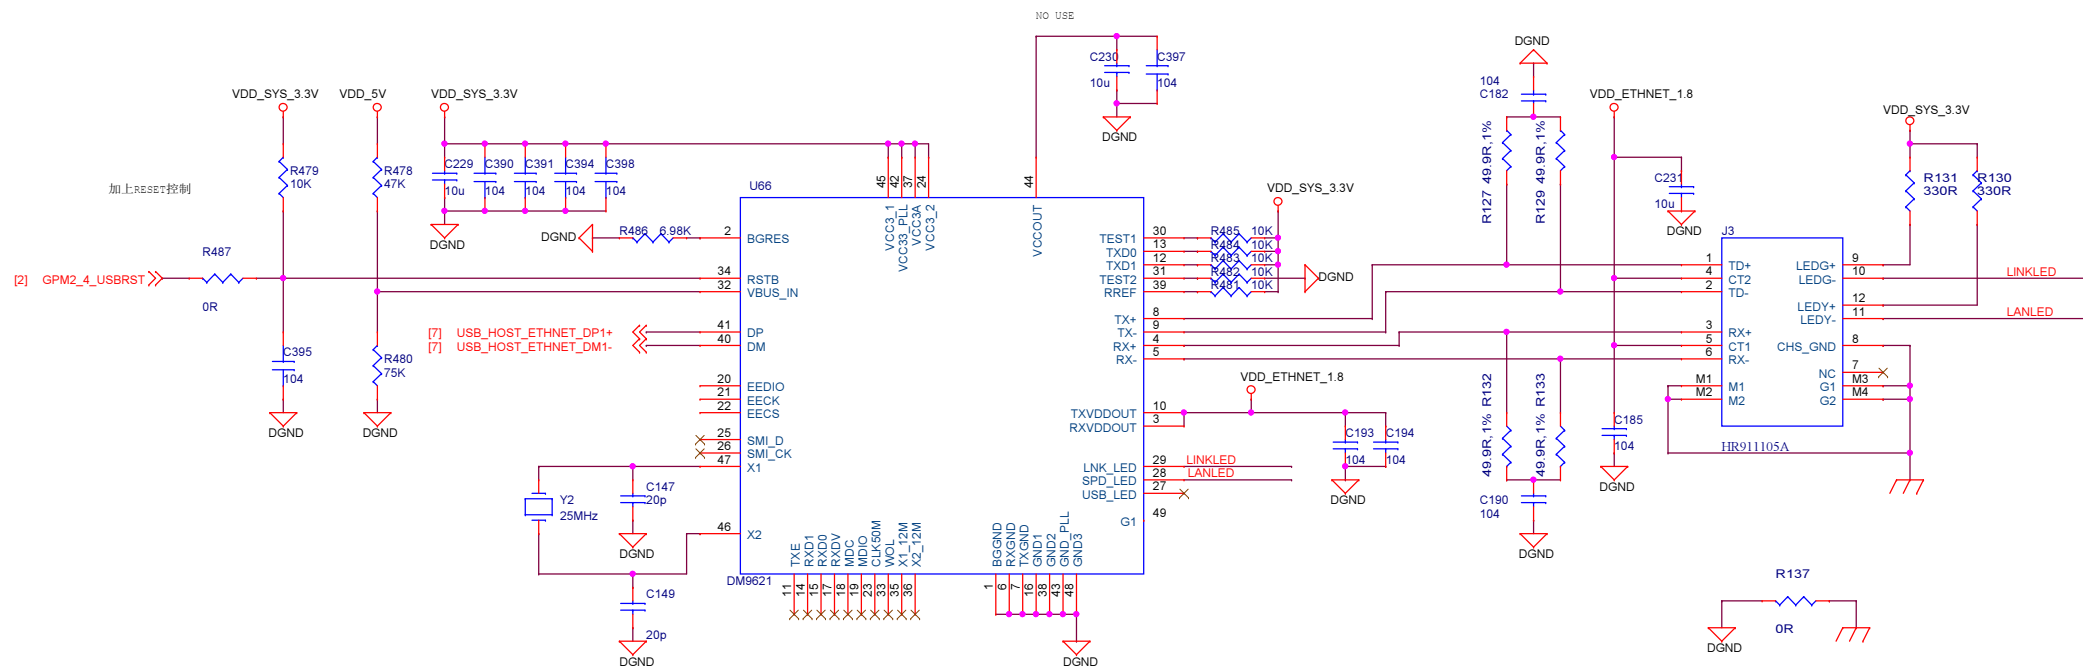 NO USE
DGND
C230
10u
C397
104
DGND
104
C182
VDD_SYS_3.3V
VDD_5V
VDD_SYS_3.3V
VDD_ETHNET_1.8
VDD_SYS_3.3V
R479
10K
R478
47K
C229
10u
C390
104
C391
104
C394
104
C398
104
DGND
加上RESET控制
U66
45
42
37
24
44
VCC3_1
VCC33_PLL
VCC3A
VCC3_2
VCCOUT
VDD_SYS_3.3V
R127 49.9R,1%
R129 49.9R,1%
C231
10u
DGND
R131
330R
R130
330R
DGND
R486 6.98K
2
BGRES
R487
0R
[2] GPM2_4_USBRST
34
RSTB
32
VBUS_IN
[7] USB_HOST_ETHNET_DP1+
41
DP
[7] USB_HOST_ETHNET_DM1-
40
DM
C395
104
DGND
R480
75K
DGND
20
EEDIO
21
EECK
22
EECS
25
SMI_D
26
SMI_CK
47
X1
46
X2
Y2
25MHz
C147
20p
DGND
C149
20p
DGND
DM9621
TEST1
30
R485 10K
TXD0
13
R484 10K
TXD1
12
R483 10K
TEST2
31
R482 10K
DGND
RREF
39
R481 10K
TX+
8
TX-
9
RX+
4
RX-
5
VDD_ETHNET_1.8
TXVDDOUT
10
RXVDDOUT
3
C193
104
C194
104
DGND
LNK_LED
29
LINKLED
SPD_LED
28
LANLED
USB_LED
27
G1
49
TXE
RXD1
RXD0
RXDV
MDC
MDIO
CLK50M
WOL
X1_12M
X2_12M
11
14
15
17
18
19
23
33
35
36
BGGND
RXGND
TXGND
GND1
GND2
GND_PLL
GND3
1
6
7
16
38
43
48
DGND
49.9R,1% R132
49.9R,1% R133
C190
104
DGND
C185
104
DGND
J3
1
TD+
4
CT2
2
TD-
3
RX+
5
CT1
6
RX-
M1
M1
M2
M2
LEDG+
9
LEDG-
10
LINKLED
LEDY+
12
LEDY-
11
LANLED
CHS_GND
8
NC
7
G1
M3
G2
M4
HR911105A
R137
0R
DGND